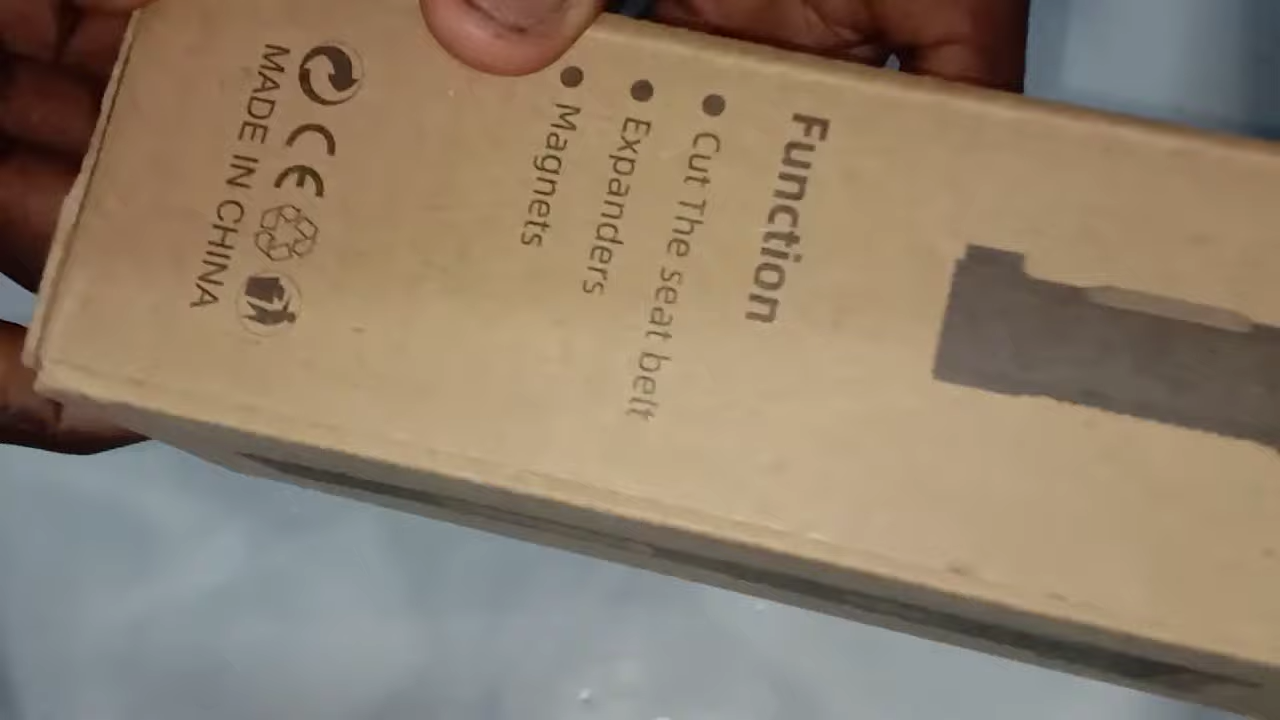 Function
● Cut The seat belt
● Expanders
● Magnets
CE
MADE IN CHINA